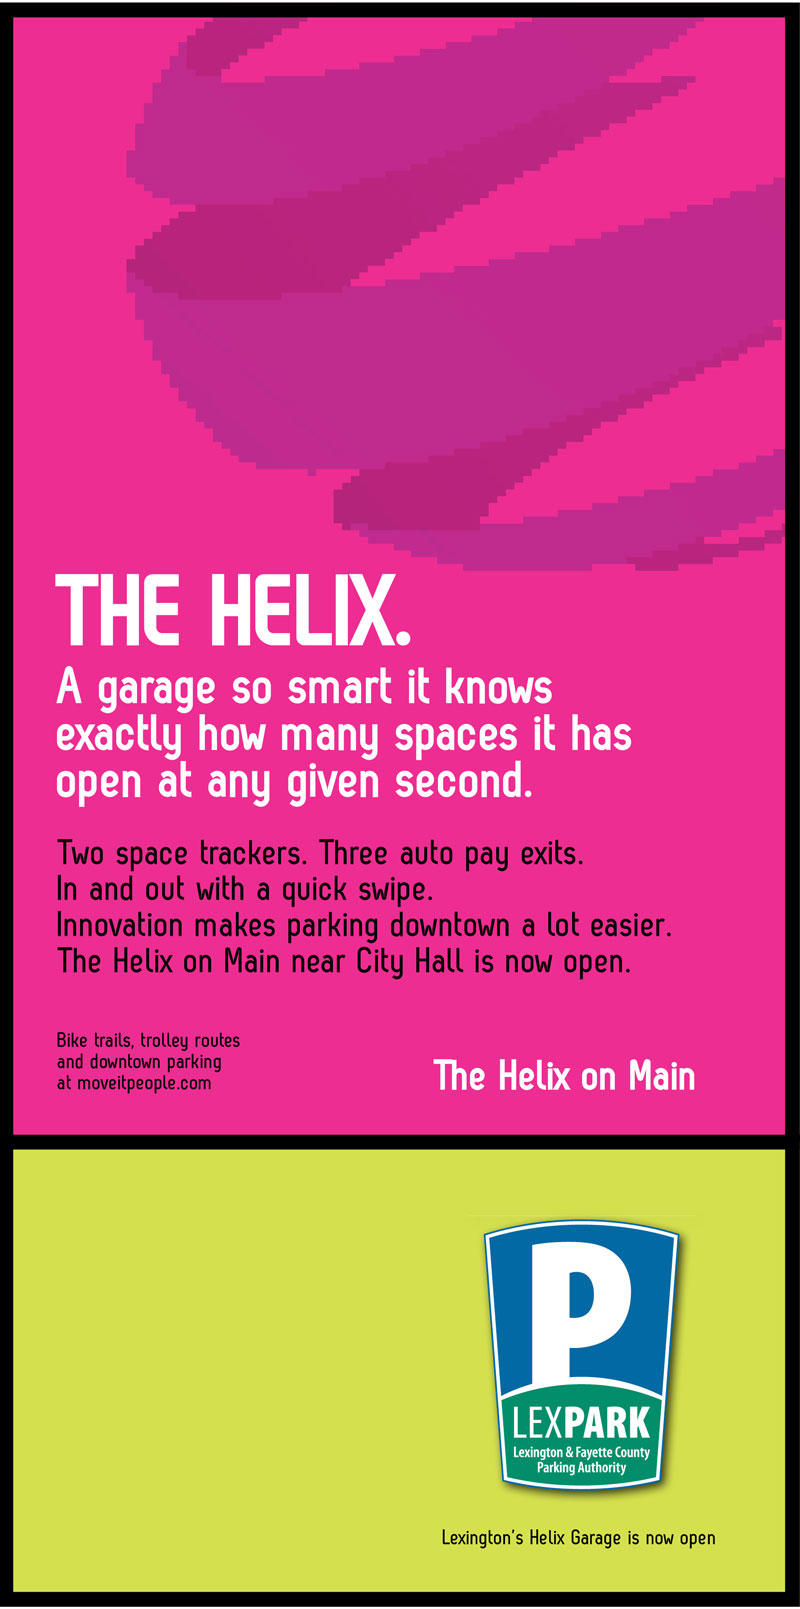 THE HELIX.
A garage so smart it knows
exactly how many spaces it has
open at any given second.
Two space trackers. Three auto pay exits.
In and out with a quick swipe.
Innovation makes parking downtown a lot easier.
The Helix on Main near City Hall is now open.
Bike trails, trolley routes
and downtown parking
at moveitpeople.com
The Helix on Main
P
LEXPARK
Lexington & Fayette County
Parking Authority
Lexington's Helix Garage is now open